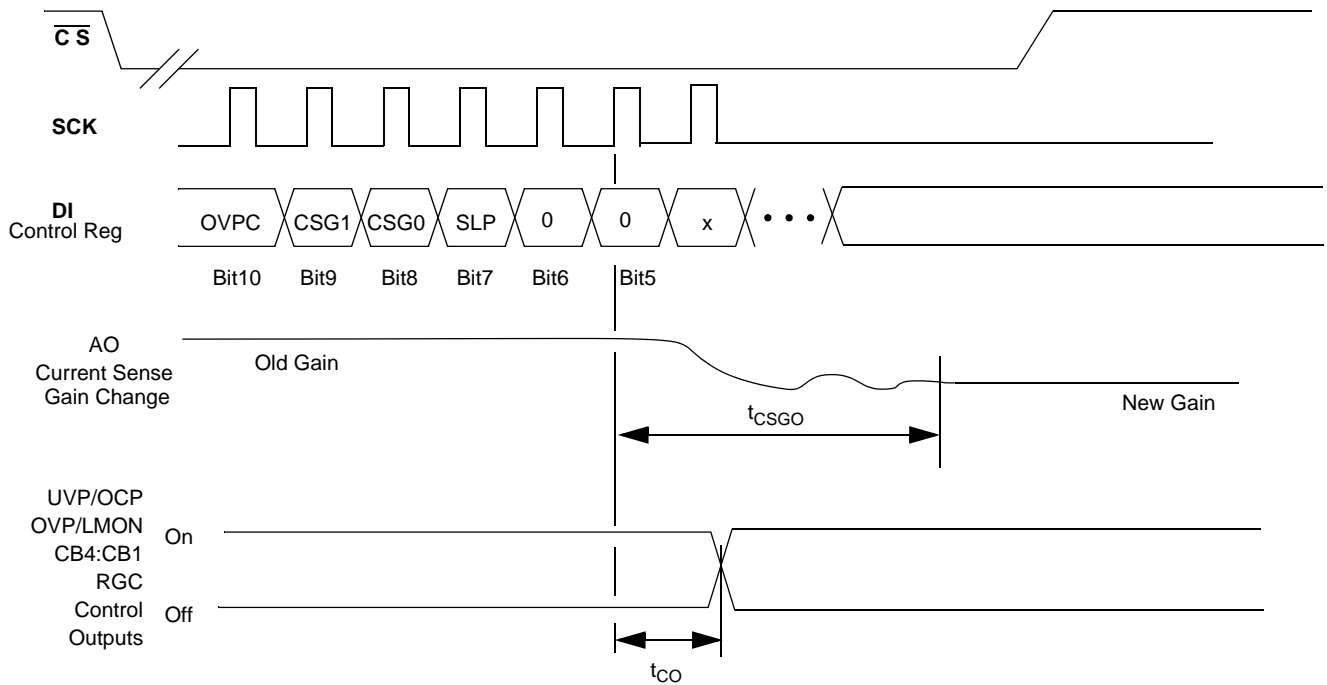 C S
SCK
DI
Control Reg
OVPC CSG1 CSG0 SLP 0 0 x • • •
Bit10 Bit9 Bit8 Bit7 Bit6 Bit5
AO
Current Sense
Gain Change
Old Gain
New Gain
tCSGO
UVP/OCP
OVP/LMON
CB4:CB1
RGC
Control
Outputs
On
Off
tCO